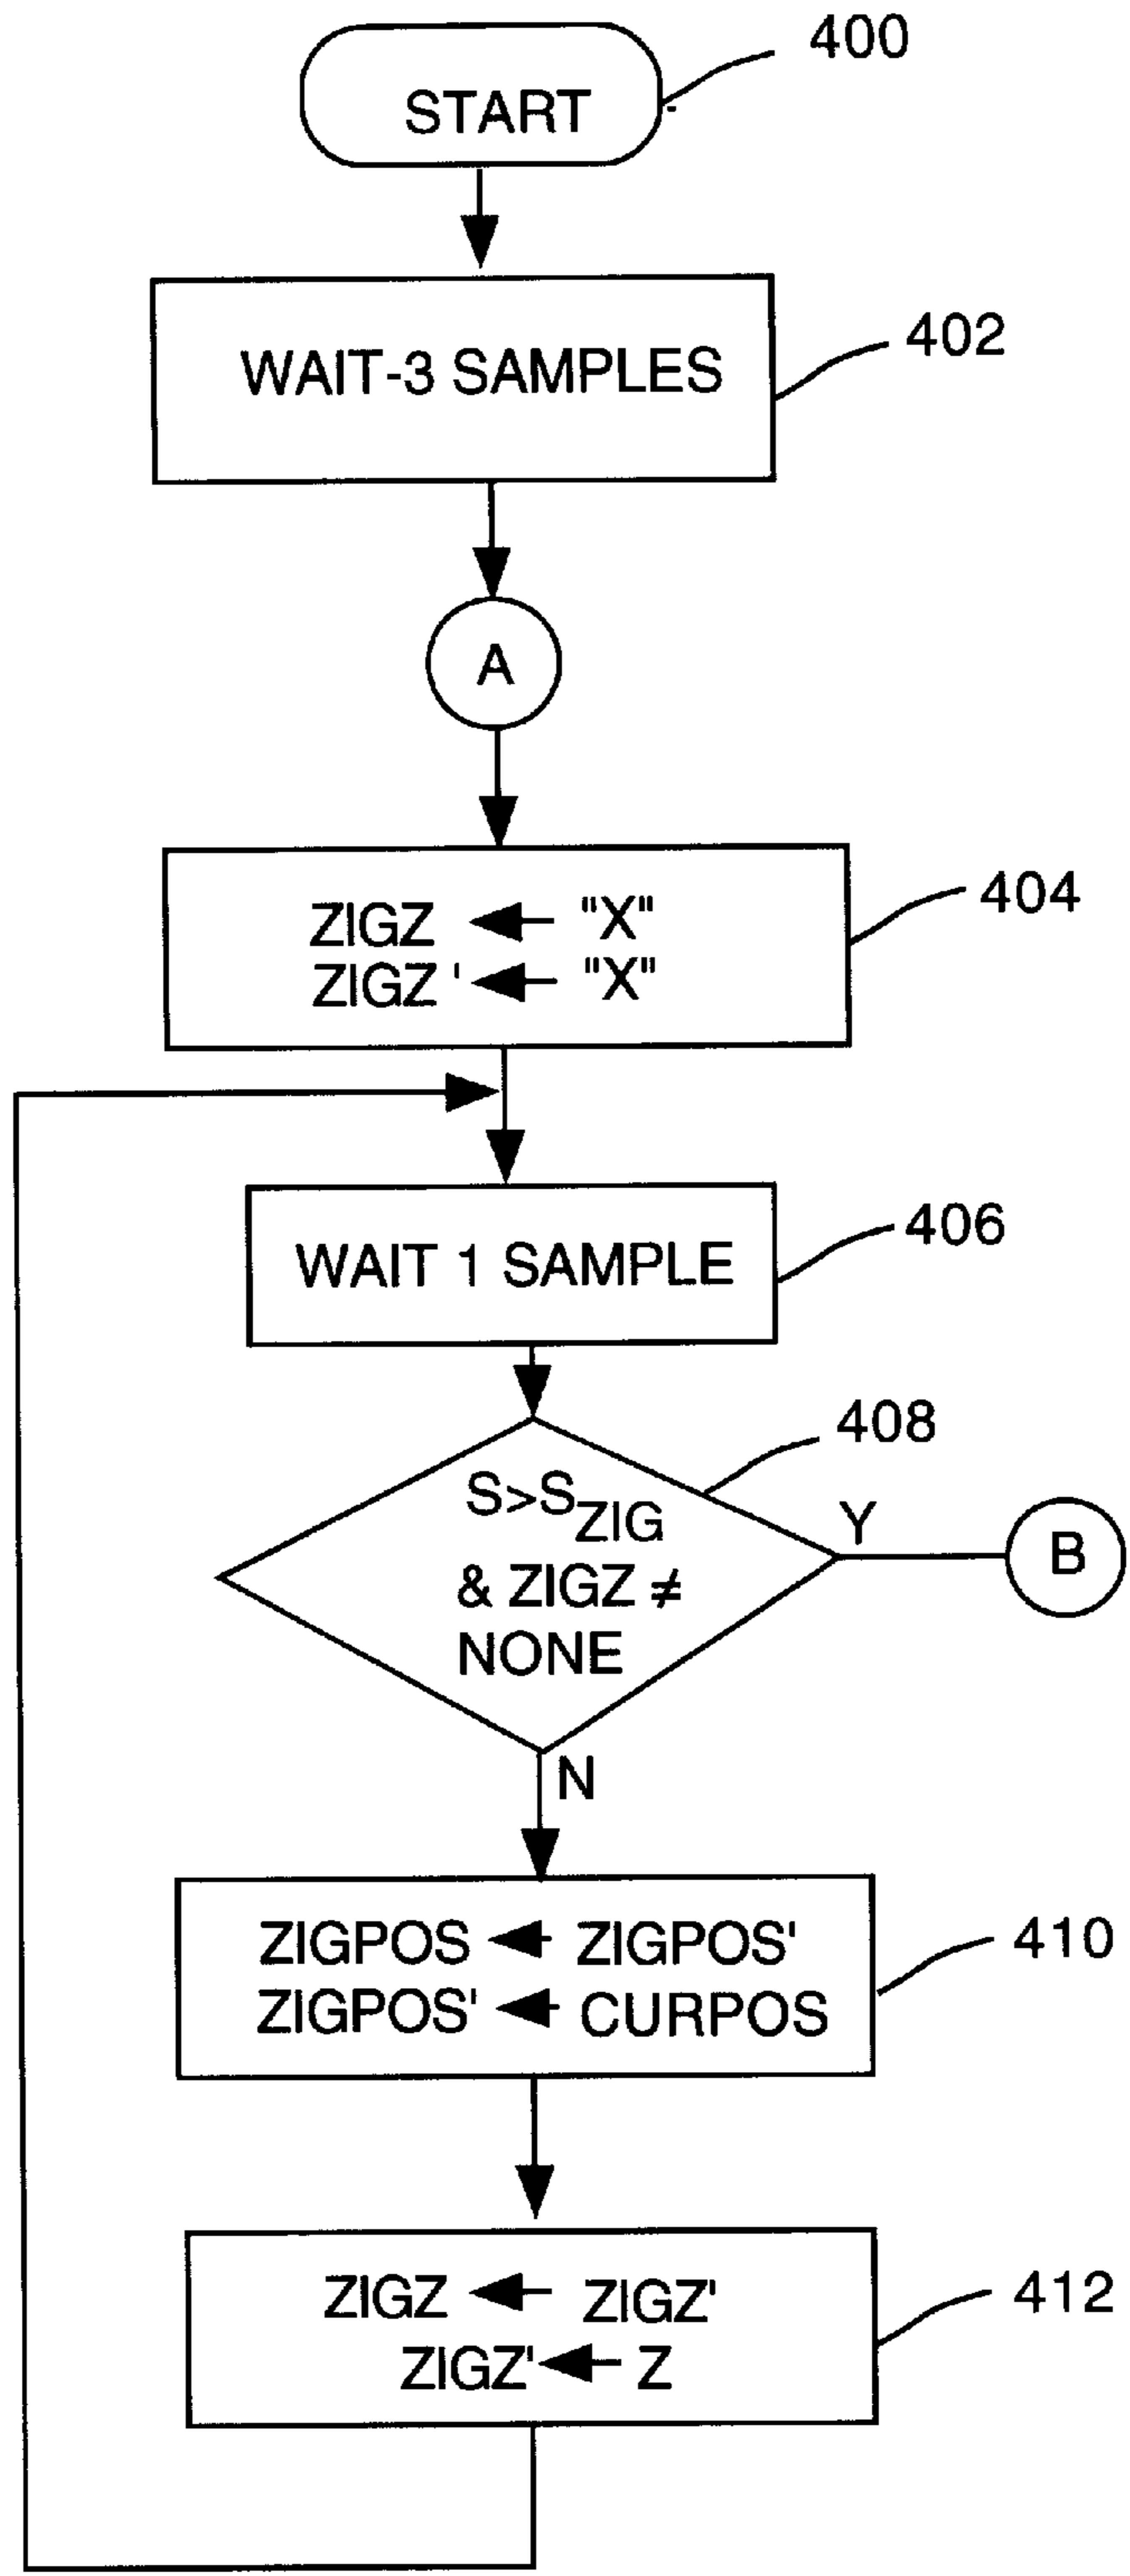 400
START
402
WAIT-3 SAMPLES
A
404
ZIGZ ← "X"
ZIGZ ' ← "X"
406
WAIT 1 SAMPLE
408
S>S_ZIG
& ZIGZ ≠
NONE
Y
B
N
ZIGPOS ← ZIGPOS'
410
ZIGPOS' ← CURPOS
ZIGZ ← ZIGZ'
412
ZIGZ' ← Z